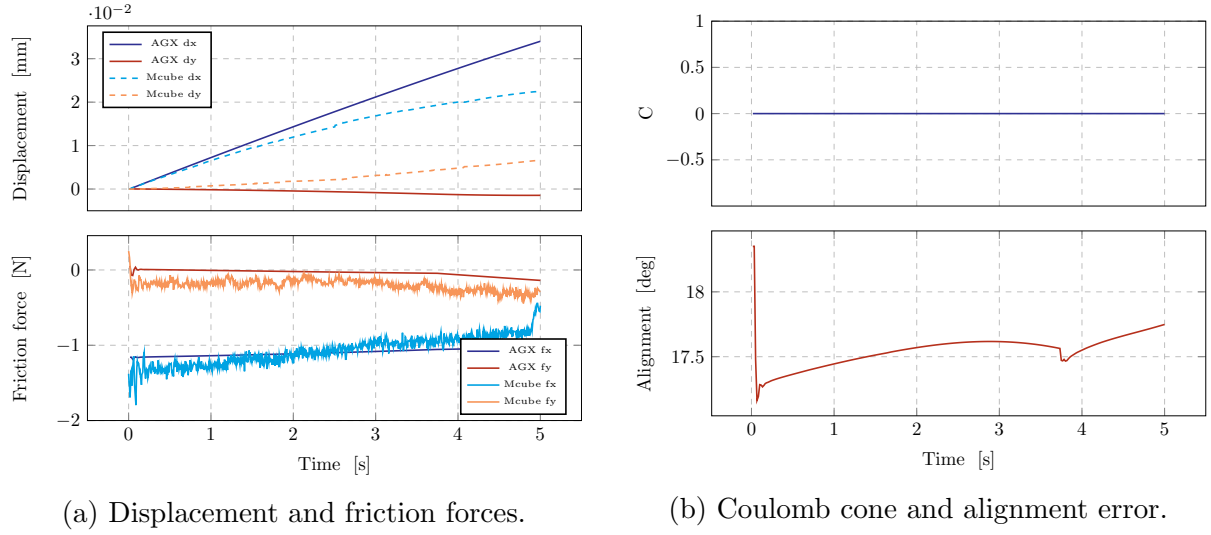 ·10−2
3
2
1
0
Displacement [mm]
AGX dx
AGX dy
Mcube dx
Mcube dy
0
−1
−2
Friction force [N]
AGX fx
AGX fy
Mcube fx
Mcube fy
0 1 2 3 4 5
Time [s]
(a) Displacement and friction forces.
1
0.5
0
−0.5
C
18
17.5
Alignment [deg]
0 1 2 3 4 5
Time [s]
(b) Coulomb cone and alignment error.